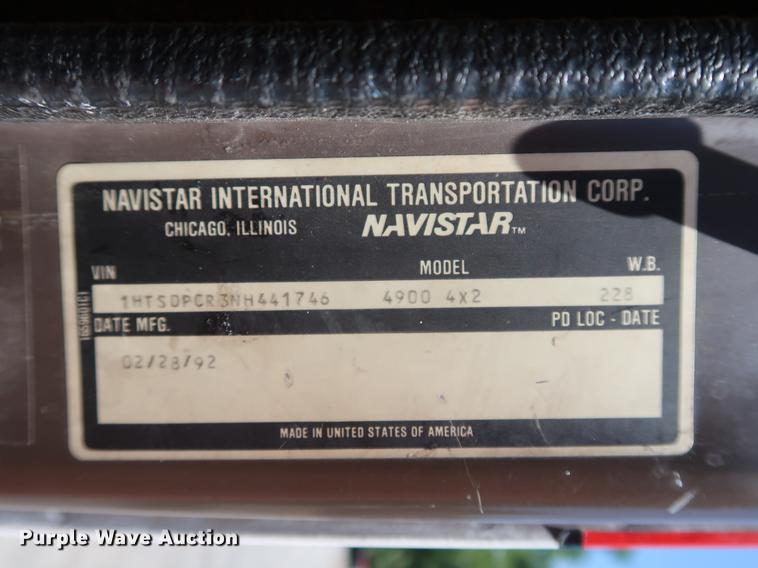 NAVISTAR INTERNATIONAL TRANSPORTATION CORP.
CHICAGO, ILLINOIS NAVISTAR™
VIN MODEL W.B.
1HTSDPCR3NH441746 4900 4X2 228
DATE MFG. PD LOC - DATE
02/28/92
MADE IN UNITED STATES OF AMERICA
Purple Wave Auction